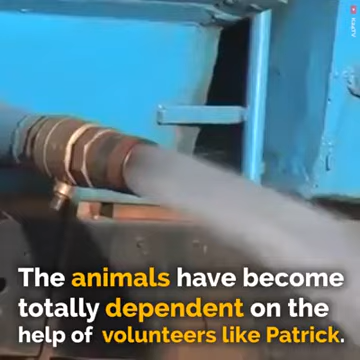 The animals have become
totally dependent on the
help of volunteers like Patrick.